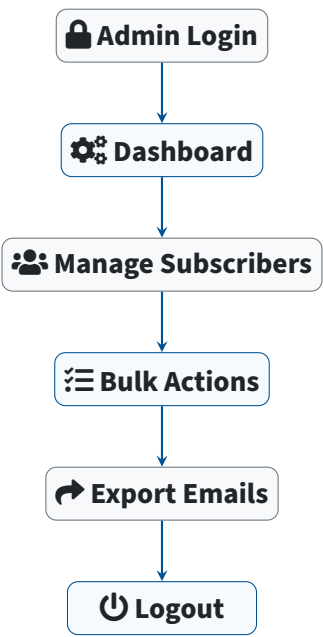 Admin Login
Dashboard
Manage Subscribers
Bulk Actions
Export Emails
Logout